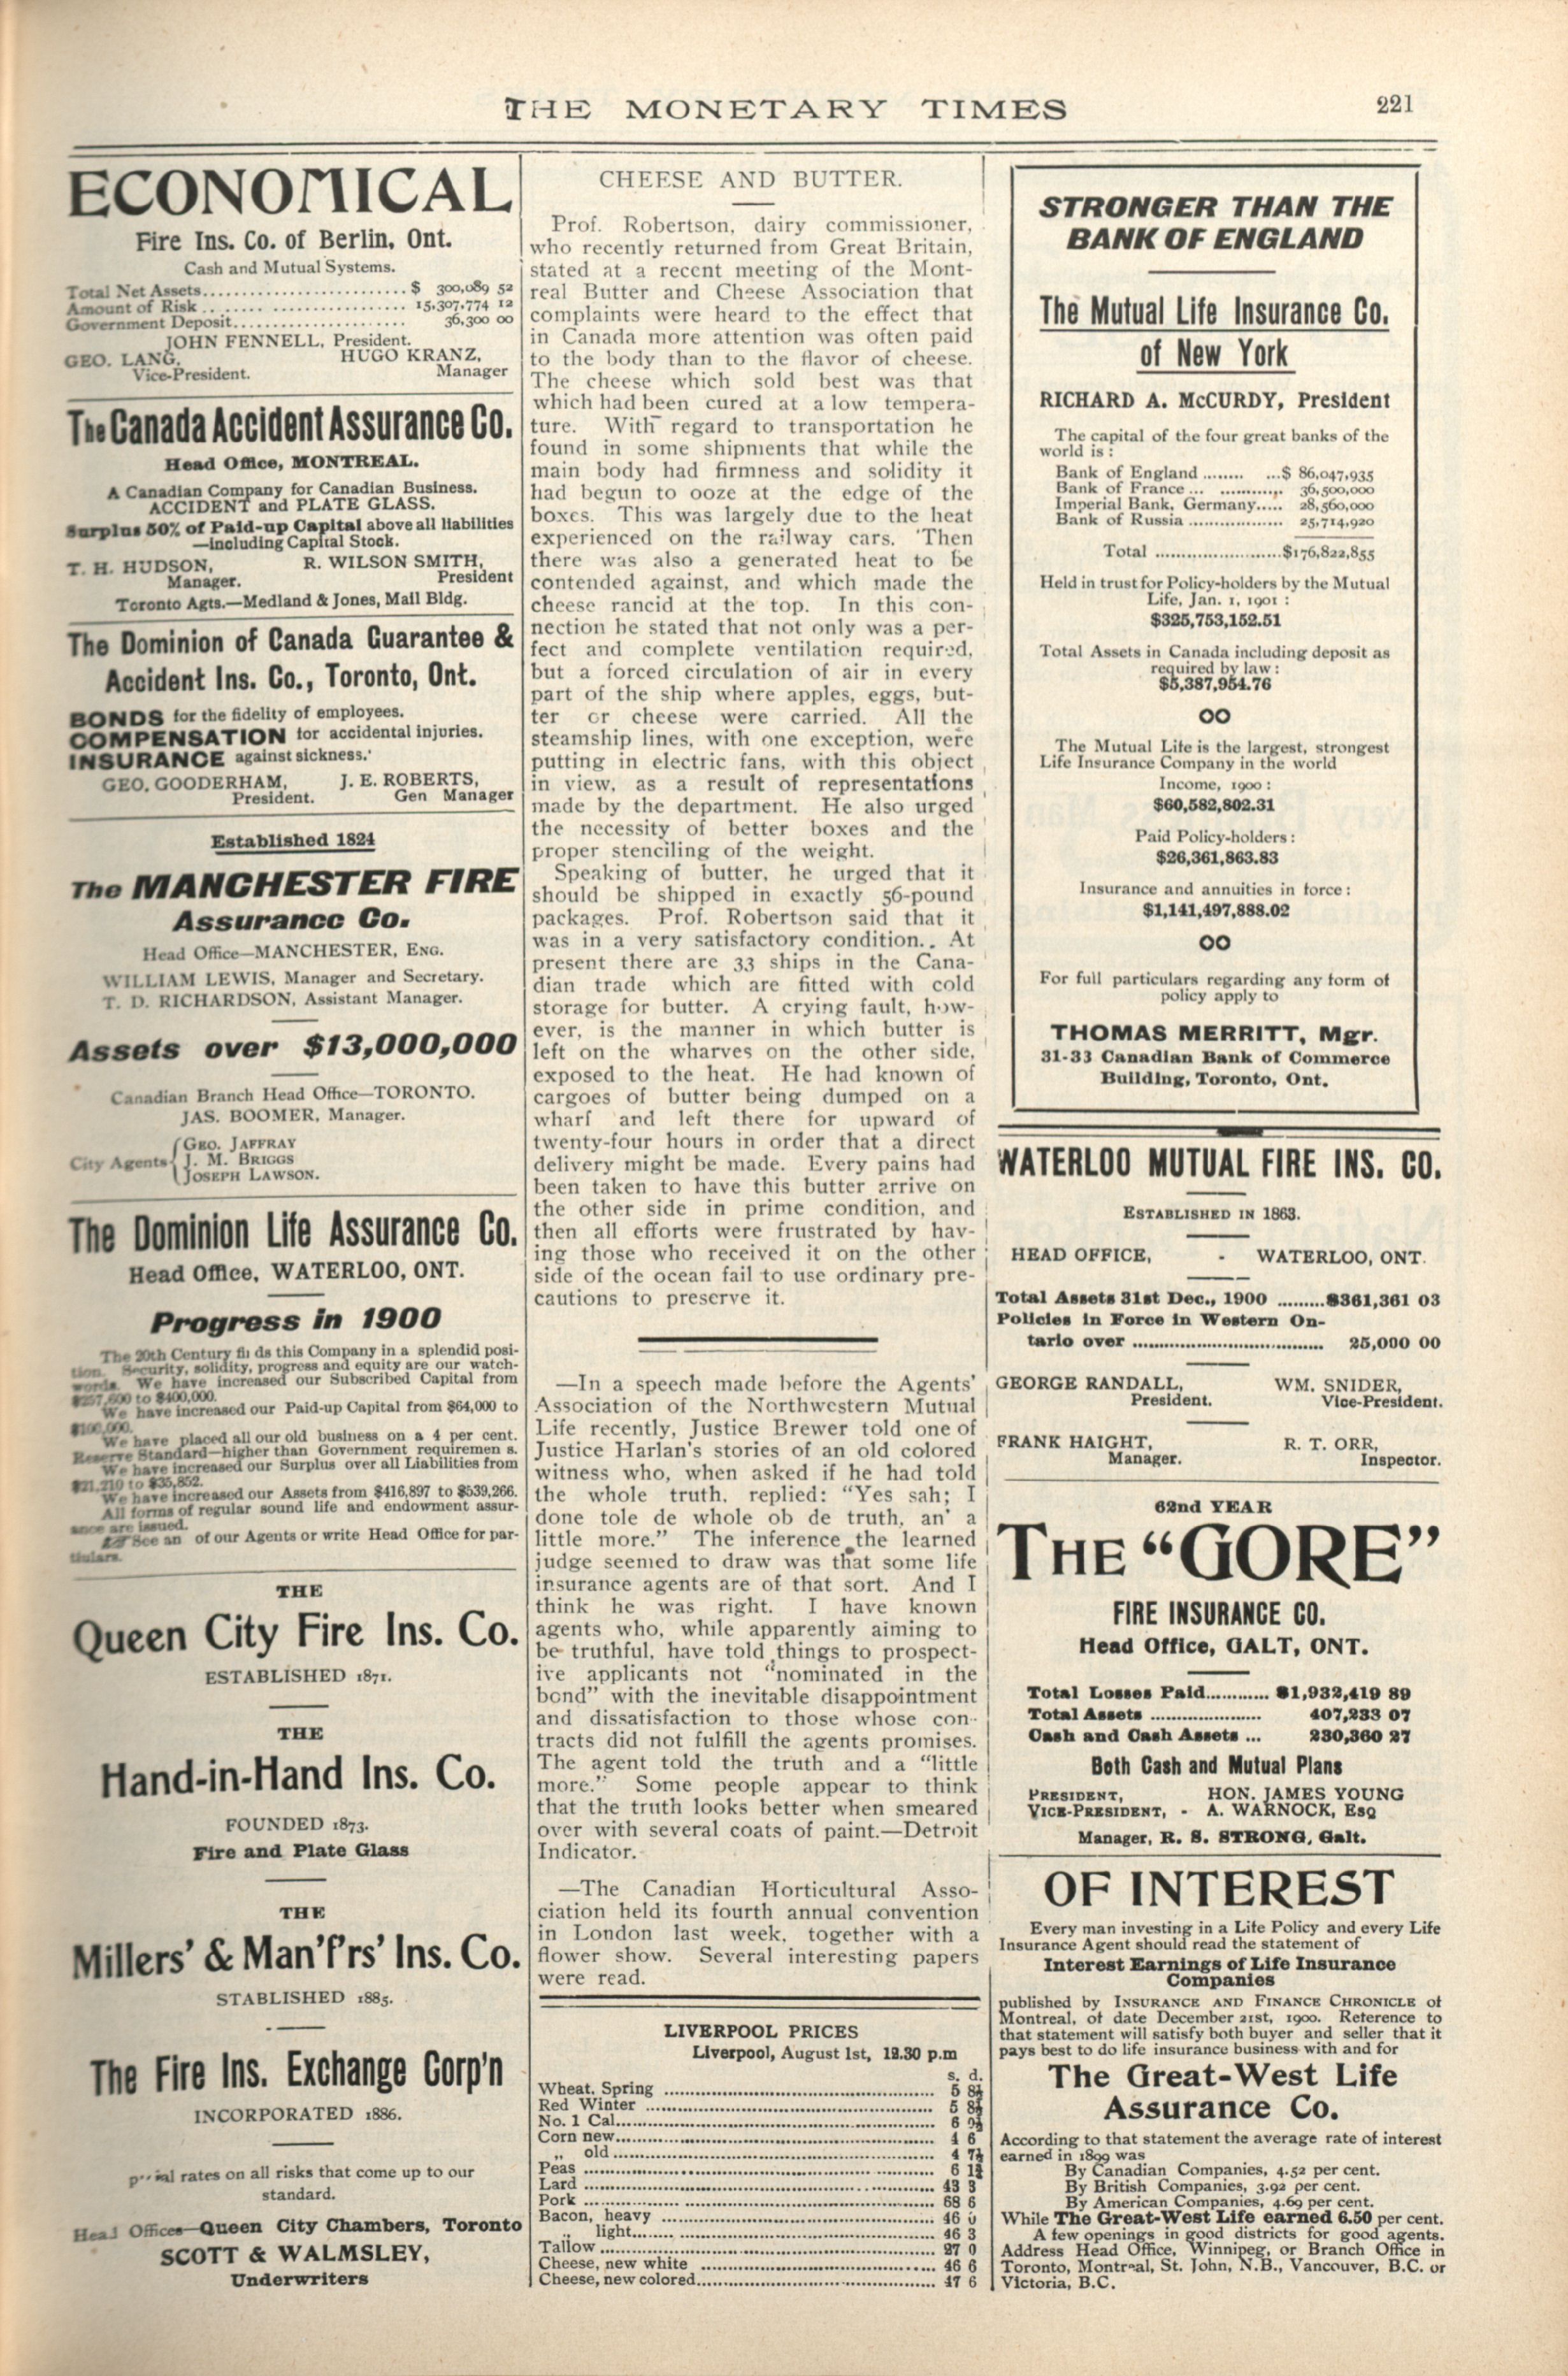 THE MONETARY TIMES
221
ECONOMICAL
Fire Ins. Co. of Berlin, Ont.
Cash and Mutual Systems.
Total Net Assets........................... $ 300,089 52
Amount of Risk .. ...... .................. 15,307,774 12
Government Deposit...................... 36,300 00
JOHN FENNELL, President.
GEO. LANG, HUGO KRANZ,
Vice-President. Manager
The Canada Accident Assurance Co.
Head Office, MONTREAL.
A Canadian Company for Canadian Business.
ACCIDENT and PLATE GLASS.
Surplus 50% of Paid-up Capital above all liabilities
—including Capital Stock.
T. H. HUDSON, R. WILSON SMITH,
Manager. President
Toronto Agts.—Medland & Jones, Mail Bldg.
The Dominion of Canada Guarantee &
Accident Ins. Co., Toronto, Ont.
BONDS for the fidelity of employees.
COMPENSATION for accidental injuries.
INSURANCE against sickness.'
GEO. GOODERHAM, J. E. ROBERTS,
President. Gen Manager
Established 1824
The MANCHESTER FIRE
Assurance Co.
Head Office—MANCHESTER, ENG.
WILLIAM LEWIS, Manager and Secretary.
T. D. RICHARDSON, Assistant Manager.
Assets over $13,000,000
Canadian Branch Head Office—TORONTO.
JAS. BOOMER, Manager.
City Agents { GEO. JAFFRAY
J. M. BRIGGS
JOSEPH LAWSON.
The Dominion Life Assurance Co.
Head Office, WATERLOO, ONT.
Progress in 1900
The 20th Century fi ds this Company in a splendid posi-
tion. Security, solidity, progress and equity are our watch-
words. We have increased our Subscribed Capital from
$257,600 to $400,000.
We have increased our Paid-up Capital from $64,000 to
$100,000.
We have placed all our old business on a 4 per cent.
Reserve Standard—higher than Government requiremen s.
We have increased our Surplus over all Liabilities from
$21,210 to $35,852.
We have increased our Assets from $416,897 to $539,266.
All forms of regular sound life and endowment assur-
ance are issued.
See an of our Agents or write Head Office for par-
ticulars.
THE
Queen City Fire Ins. Co.
ESTABLISHED 1871.
THE
Hand-in-Hand Ins. Co.
FOUNDED 1873.
Fire and Plate Glass
THE
Millers' & Man'f'rs' Ins. Co.
STABLISHED 1885.
The Fire Ins. Exchange Corp'n
INCORPORATED 1886.
rates on all risks that come up to our
standard.
Head Offices—Queen City Chambers, Toronto
SCOTT & WALMSLEY,
Underwriters
CHEESE AND BUTTER.
Prof. Robertson, dairy commissioner,
who recently returned from Great Britain,
stated at a recent meeting of the Mont-
real Butter and Cheese Association that
complaints were heard to the effect that
in Canada more attention was often paid
to the body than to the flavor of cheese.
The cheese which sold best was that
which had been cured at a low tempera-
ture. With regard to transportation he
found in some shipments that while the
main body had firmness and solidity it
had begun to ooze at the edge of the
boxes. This was largely due to the heat
experienced on the railway cars. 'Then
there was also a generated heat to be
contended against, and which made the
cheese rancid at the top. In this con-
nection he stated that not only was a per-
fect and complete ventilation required,
but a forced circulation of air in every
part of the ship where apples, eggs, but-
ter or cheese were carried. All the
steamship lines, with one exception, were
putting in electric fans, with this object
in view, as a result of representations
made by the department. He also urged
the necessity of better boxes and the
proper stenciling of the weight.
Speaking of butter, he urged that it
should be shipped in exactly 56-pound
packages. Prof. Robertson said that it
was in a very satisfactory condition.. At
present there are 33 ships in the Cana-
dian trade which are fitted with cold
storage for butter. A crying fault, how-
ever, is the manner in which butter is
left on the wharves on the other side,
exposed to the heat. He had known of
cargoes of butter being dumped on a
wharf and left there for upward of
twenty-four hours in order that a direct
delivery might be made. Every pains had
been taken to have this butter arrive on
the other side in prime condition, and
then all efforts were frustrated by hav-
ing those who received it on the other
side of the ocean fail to use ordinary pre-
cautions to preserve it.
—In a speech made before the Agents'
Association of the Northwestern Mutual
Life recently, Justice Brewer told one of
Justice Harlan's stories of an old colored
witness who, when asked if he had told
the whole truth, replied: "Yes sah; I
done tole de whole ob de truth, an' a
little more." The inference the learned
judge seemed to draw was that some life
insurance agents are of that sort. And I
think he was right. I have known
agents who, while apparently aiming to
be truthful, have told things to prospect-
ive applicants not "nominated in the
bond" with the inevitable disappointment
and dissatisfaction to those whose con-
tracts did not fulfill the agents promises.
The agent told the truth and a "little
more." Some people appear to think
that the truth looks better when smeared
over with several coats of paint.—Detroit
Indicator.
—The Canadian Horticultural Asso-
ciation held its fourth annual convention
in London last week, together with a
flower show. Several interesting papers
were read.
LIVERPOOL PRICES
Liverpool, August 1st, 12.30 p.m
s. d.
Wheat, Spring ........ 5 8½
Red Winter ........ 5 8½
No. 1 Cal........ 6
Corn new........ 4 6
,, old ........ 4 7½
Peas ........ 6
Lard ........ 43 3
Pork ........ 68 6
Bacon, heavy ........ 46 0
,, light........ 46 3
Tallow ........ 27 0
Cheese, new white ........ 46 6
Cheese, new colored........ 47 6
STRONGER THAN THE
BANK OF ENGLAND
The Mutual Life Insurance Co.
of New York
RICHARD A. McCURDY, President
The capital of the four great banks of the
world is :
Bank of England ........ ...$ 86,047,935
Bank of France ... ............ 36,500,000
Imperial Bank, Germany..... 28,560,000
Bank of Russia .................. 25,714,920
Total ........................$176,822,855
Held in trust for Policy-holders by the Mutual
Life, Jan. 1, 1901 :
$325,753,152.51
Total Assets in Canada including deposit as
required by law :
$5,387,954.76
The Mutual Life is the largest, strongest
Life Insurance Company in the world
Income, 1900 :
$60,582,802.31
Paid Policy-holders :
$26,361,863.83
Insurance and annuities in force :
$1,141,497,888.02
For full particulars regarding any form of
policy apply to
THOMAS MERRITT, Mgr.
31-33 Canadian Bank of Commerce
Building, Toronto, Ont.
WATERLOO MUTUAL FIRE INS. CO.
ESTABLISHED IN 1863.
HEAD OFFICE, - WATERLOO, ONT.
Total Assets 31st Dec., 1900 .........$361,361 03
Policies in Force in Western On-
tario over ................................ 25,000 00
GEORGE RANDALL, WM. SNIDER,
President. Vice-President.
FRANK HAIGHT, R. T. ORR,
Manager. Inspector.
62nd YEAR
THE "GORE"
FIRE INSURANCE CO.
Head Office, GALT, ONT.
Total Losses Paid............ $1,932,419 89
Total Assets ..................... 407,233 07
Cash and Cash Assets ... 230,360 27
Both Cash and Mutual Plans
PRESIDENT, HON. JAMES YOUNG
VICE-PRESIDENT, - A. WARNOCK, ESQ
Manager, R. S. STRONG, Galt.
OF INTEREST
Every man investing in a Life Policy and every Life
Insurance Agent should read the statement of
Interest Earnings of Life Insurance
Companies
published by INSURANCE AND FINANCE CHRONICLE of
Montreal, of date December 21st, 1900. Reference to
that statement will satisfy both buyer and seller that it
pays best to do life insurance business with and for
The Great-West Life
Assurance Co.
According to that statement the average rate of interest
earned in 1899 was
By Canadian Companies, 4.52 per cent.
By British Companies, 3.92 per cent.
By American Companies, 4.69 per cent.
While The Great-West Life earned 6.50 per cent.
A few openings in good districts for good agents.
Address Head Office, Winnipeg, or Branch Office in
Toronto, Montreal, St. John, N.B., Vancouver, B.C. or
Victoria, B.C.